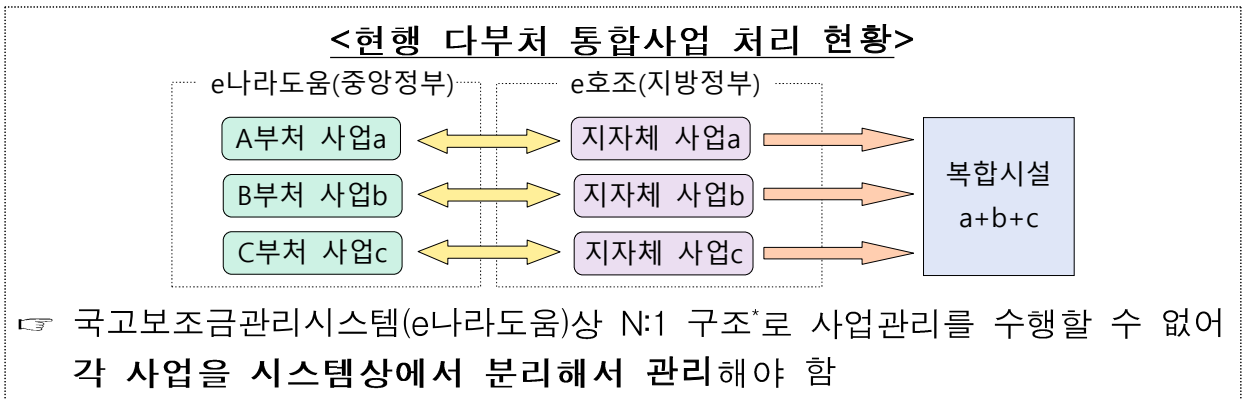 <현행 다부처 통합사업 처리 현황>
e나라도움(중앙정부) e호조(지방정부)
A부처 사업a 지자체 사업a
B부처 사업b 지자체 사업b
C부처 사업c 지자체 사업c
복합시설
a+b+c
☞ 국고보조금관리시스템(e나라도움)상 N:1 구조*로 사업관리를 수행할 수 없어
각 사업을 시스템상에서 분리해서 관리해야 함